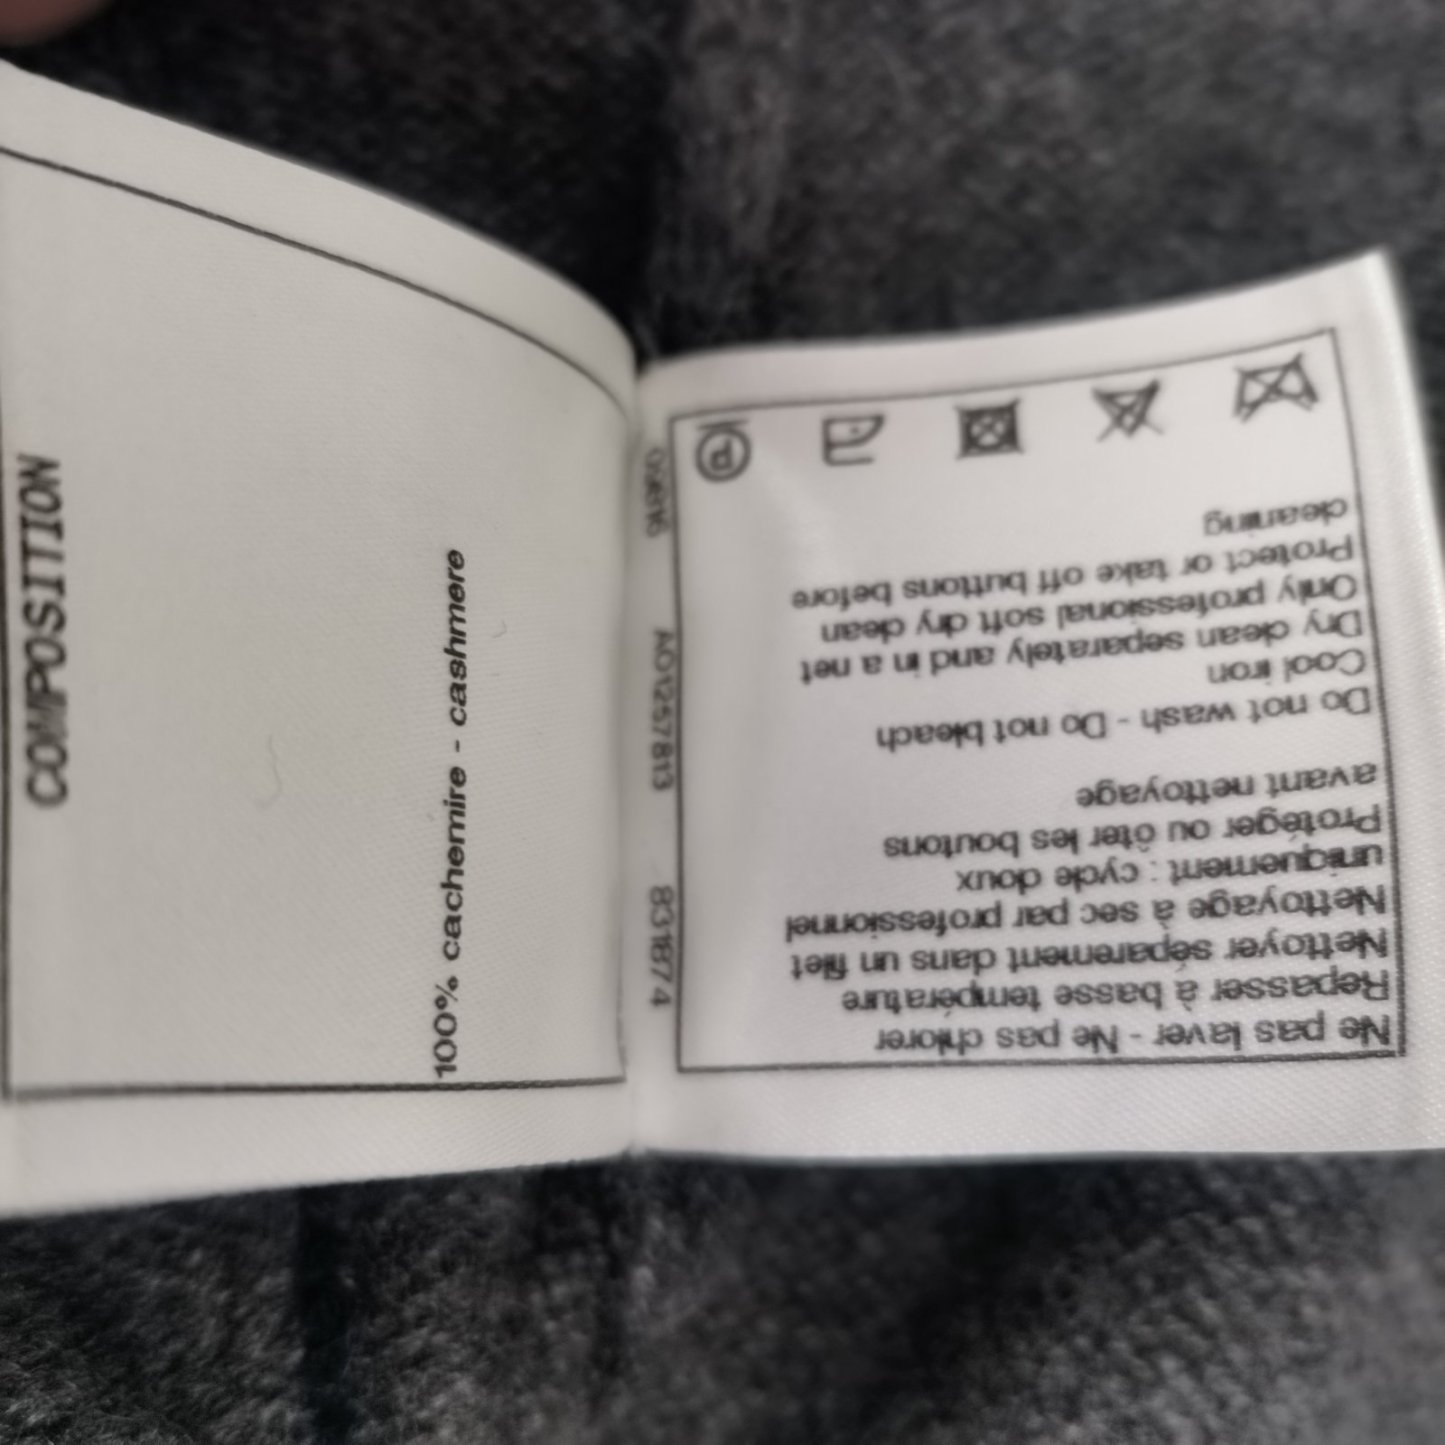 COMPOSITION
100% cachemire - cashmere
AO1257813
831874
Ne pas laver - Ne pas chlorer
Repasser à basse température
Nettoyer séparement dans un filet
Nettoyage à sec par professionnel
uniquement : cycle doux
Protéger ou ôter les boutons
avant nettoyage
Do not wash - Do not bleach
Cool iron
Dry clean separately and in a net
Only professional soft dry clean
Protect or take off buttons before
cleaning
P